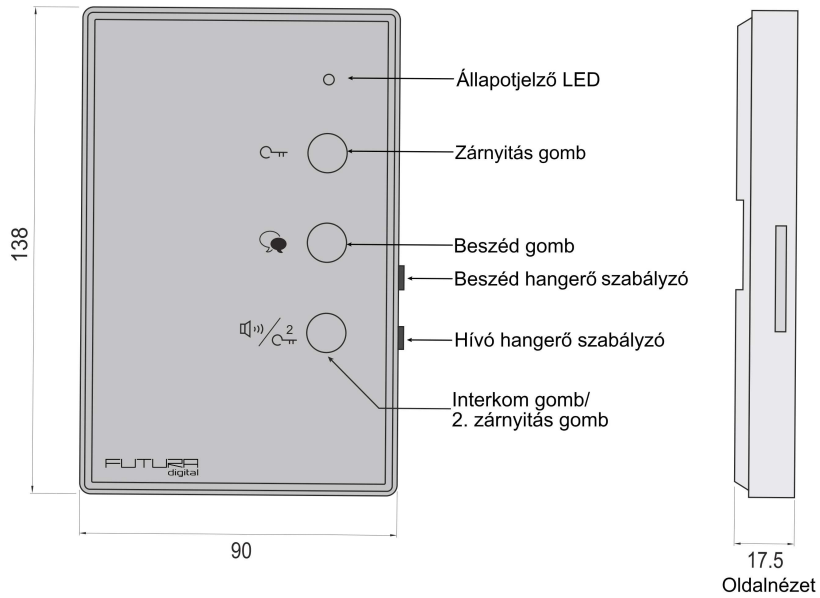 Állapotjelző LED
Zárnyitás gomb
138
Beszéd gomb
Beszéd hangerő szabályzó
2
Hívó hangerő szabályzó
Interkom gomb/
2. zárnyitás gomb
FUTURA
digital
90
17.5
Oldalnézet